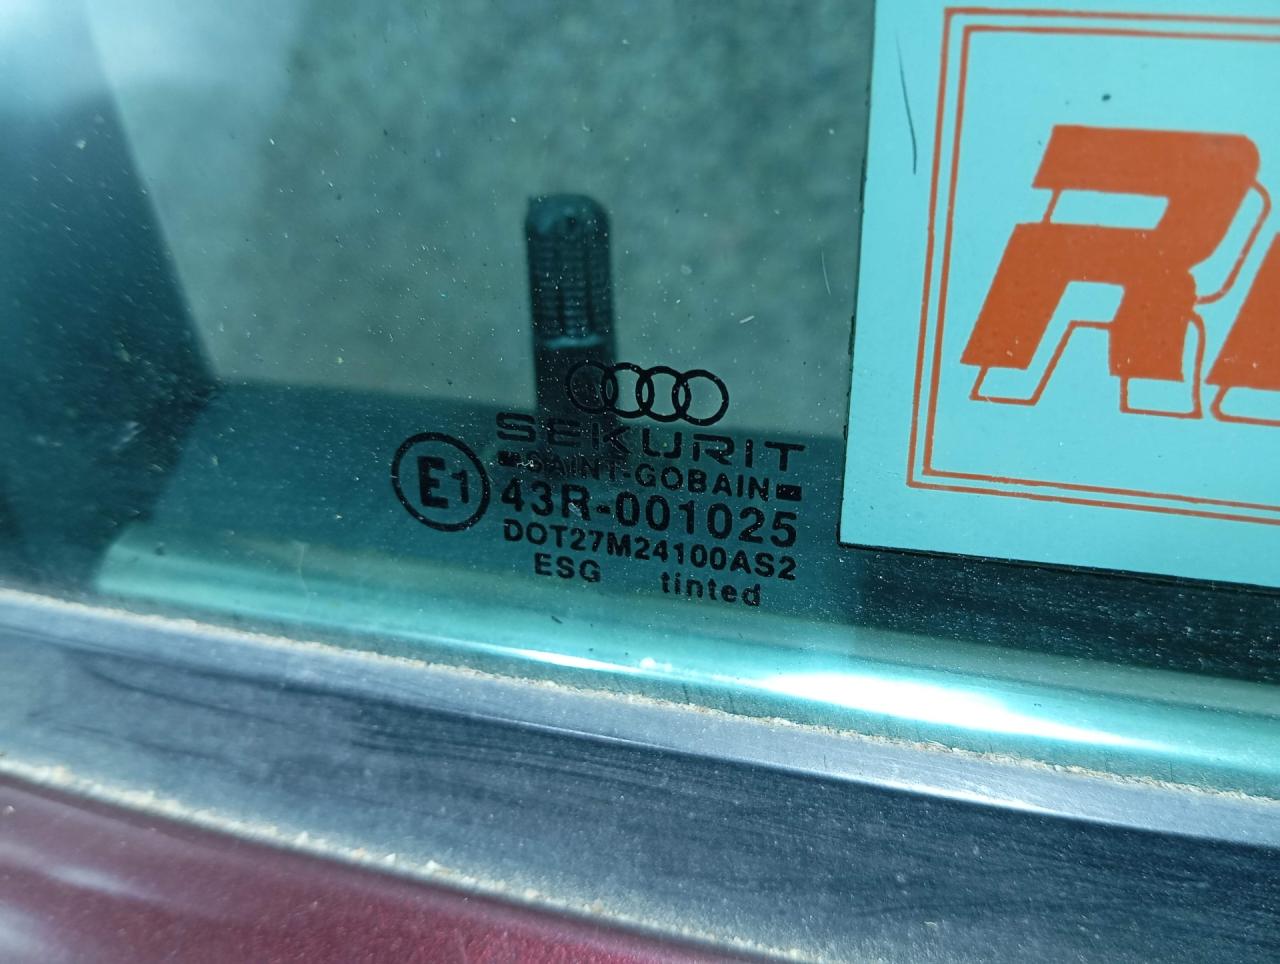 SEKURIT
SAINT-GOBAIN
E1
43R-001025
DOT27M24100AS2
ESG tinted
R